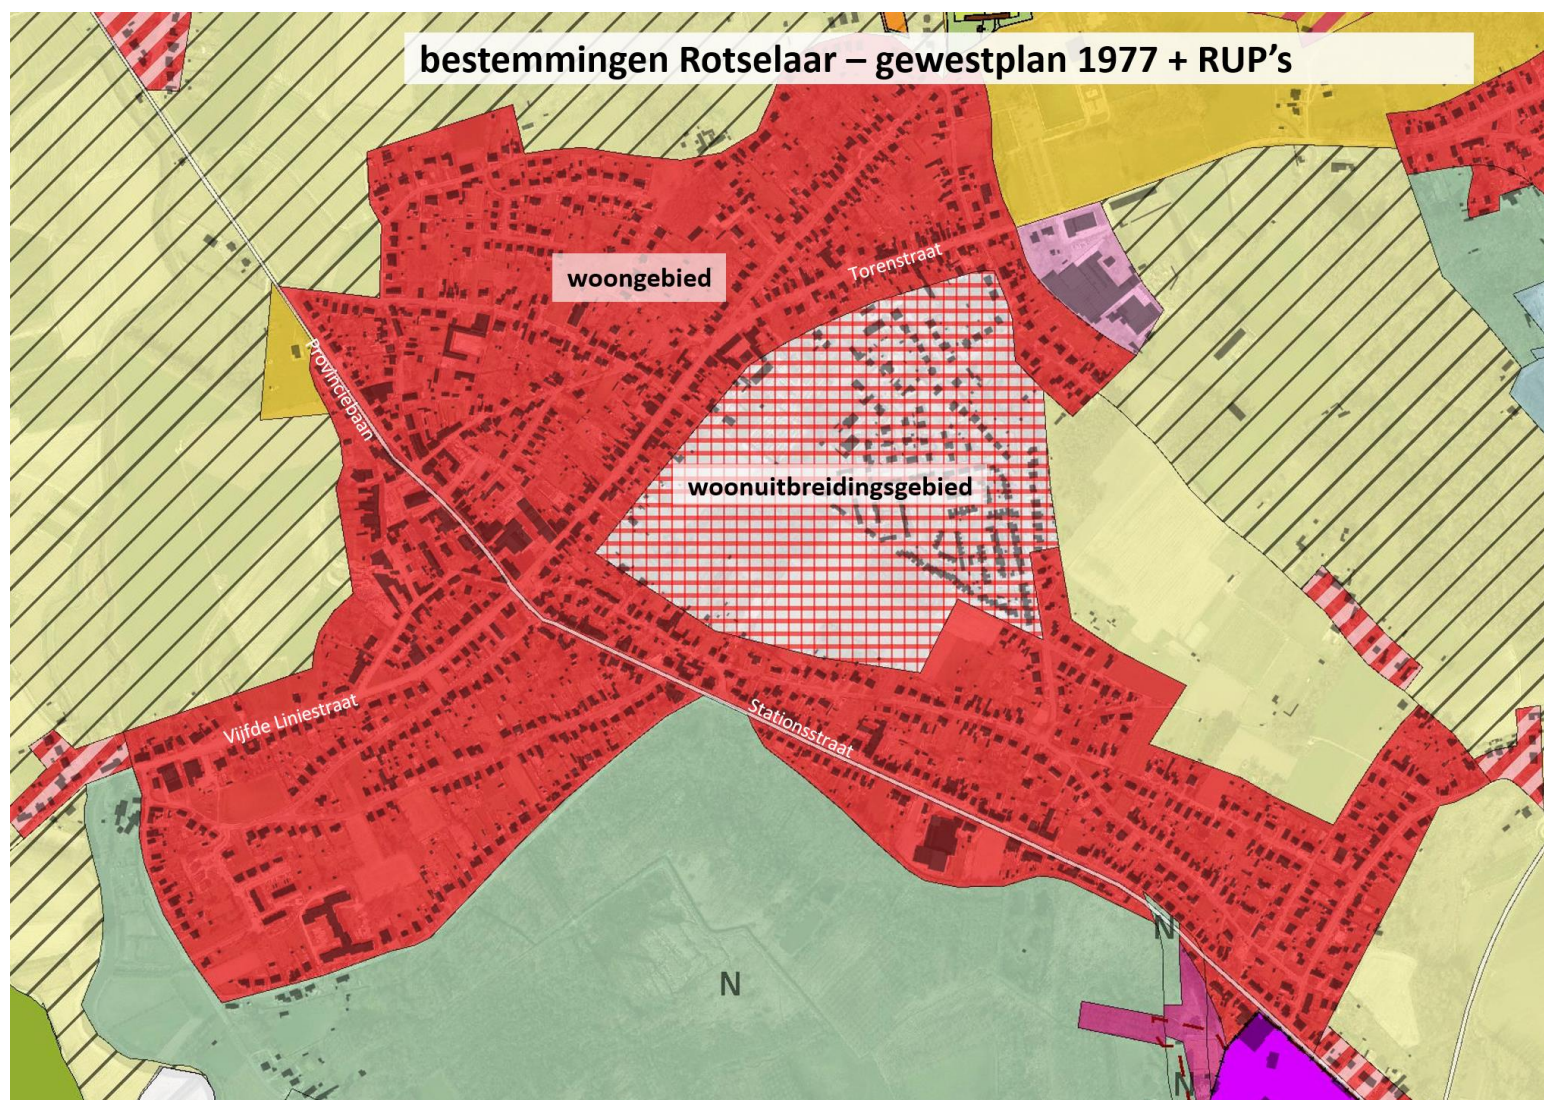 bestemmingen Rotselaar – gewestplan 1977 + RUP’s
Torenstraat
woongebied
Provinciebaan
woonuitbreidingsgebied
Vijfde Liniestraat
Stationsstraat
N
N
N